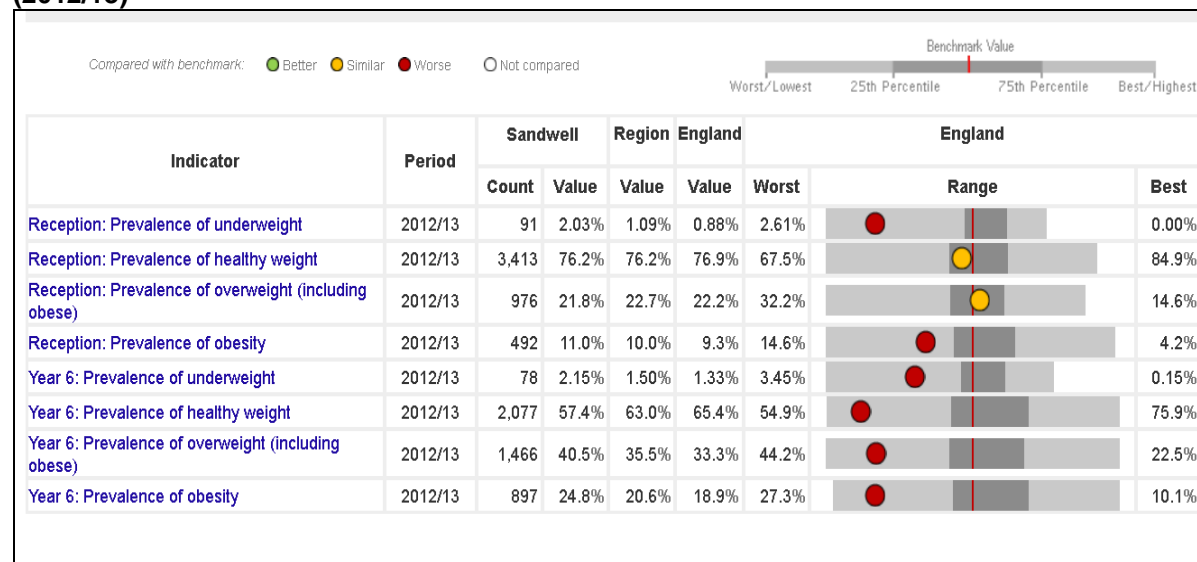 (2012/13)
Benchmark Value
Compared with benchmark: Better Similar Worse Not compared
Worst/Lowest 25th Percentile 75th Percentile Best/Highest
Indicator Period Sandwell Region England England
Count Value Value Value Worst Range Best
Reception: Prevalence of underweight 2012/13 91 2.03% 1.09% 0.88% 2.61% 0.00%
Reception: Prevalence of healthy weight 2012/13 3,413 76.2% 76.2% 76.9% 67.5% 84.9%
Reception: Prevalence of overweight (including
obese) 2012/13 976 21.8% 22.7% 22.2% 32.2% 14.6%
Reception: Prevalence of obesity 2012/13 492 11.0% 10.0% 9.3% 14.6% 4.2%
Year 6: Prevalence of underweight 2012/13 78 2.15% 1.50% 1.33% 3.45% 0.15%
Year 6: Prevalence of healthy weight 2012/13 2,077 57.4% 63.0% 65.4% 54.9% 75.9%
Year 6: Prevalence of overweight (including
obese) 2012/13 1,466 40.5% 35.5% 33.3% 44.2% 22.5%
Year 6: Prevalence of obesity 2012/13 897 24.8% 20.6% 18.9% 27.3% 10.1%